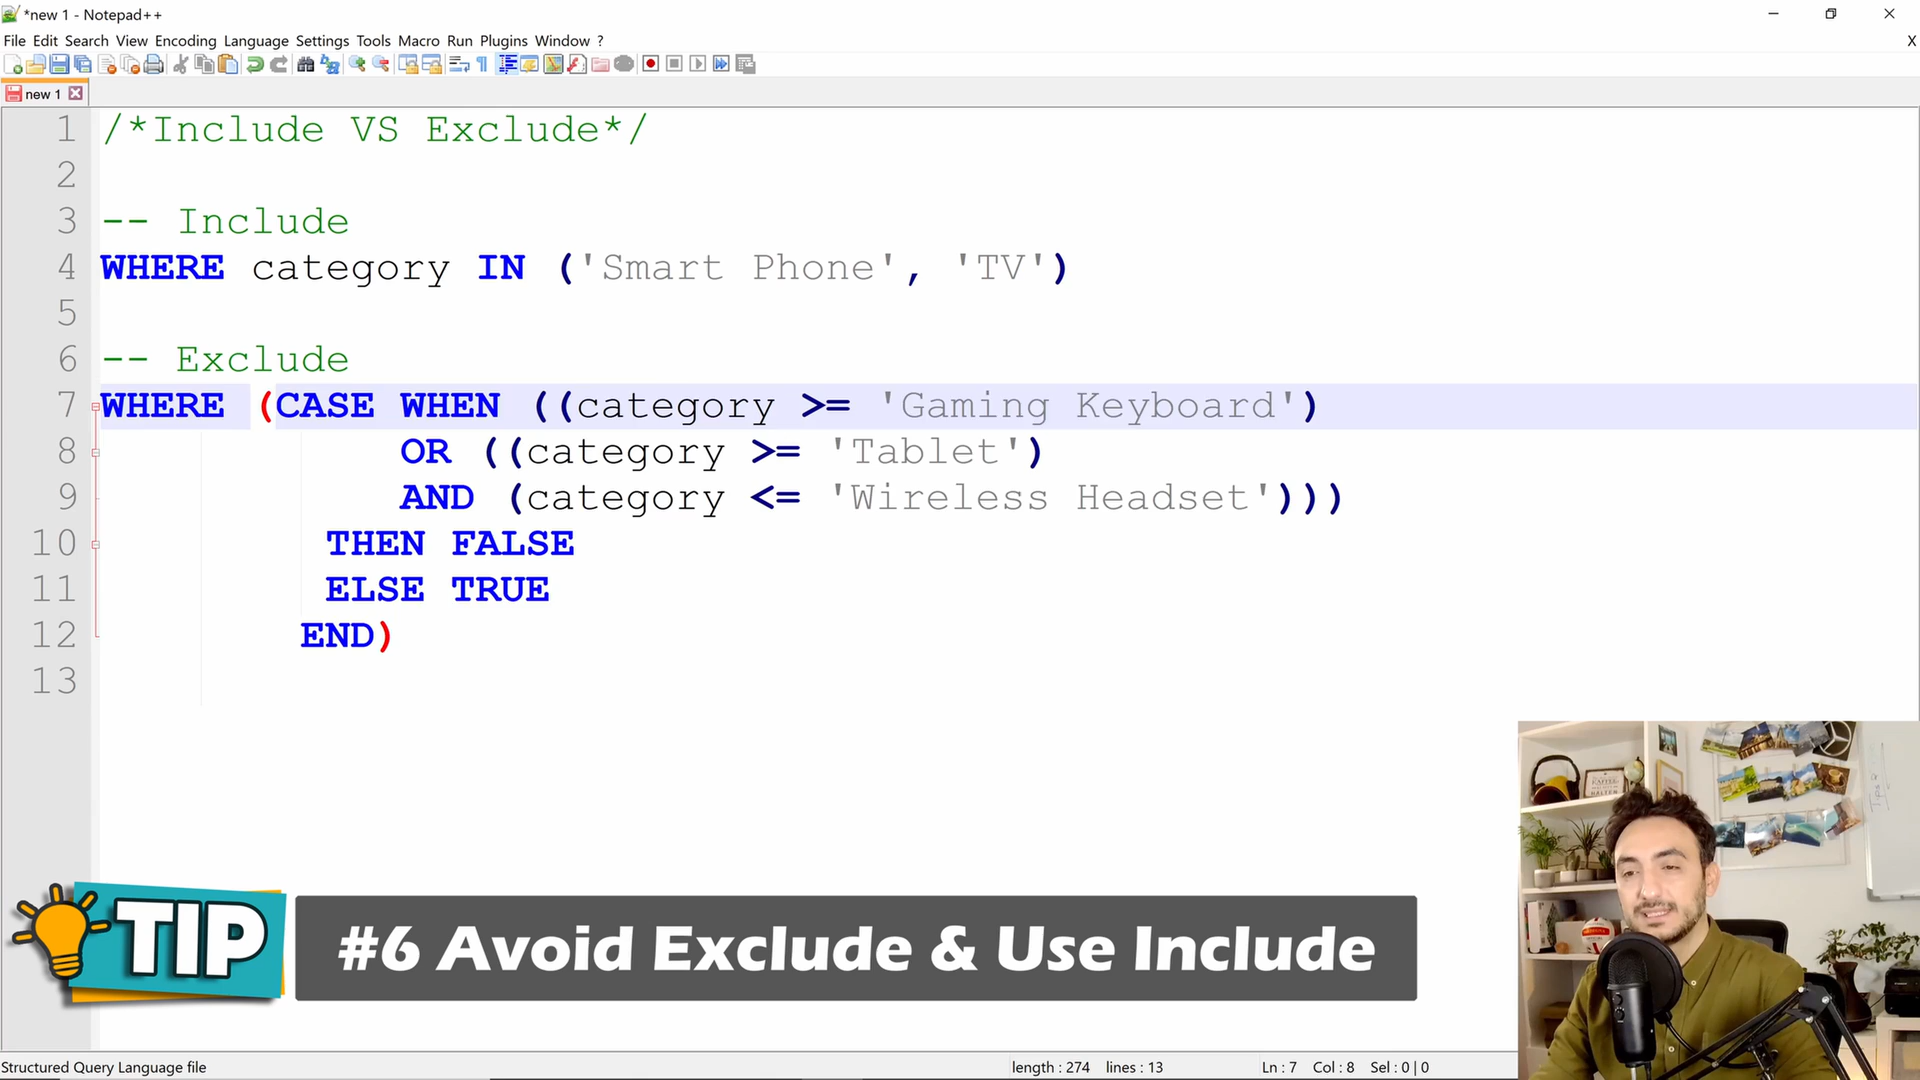 *new 1 - Notepad++
File Edit Search View Encoding Language Settings Tools Macro Run Plugins Window ?
X
new 1
1 /*Include VS Exclude*/
2
3 -- Include
4 WHERE category IN ('Smart Phone', 'TV')
5
6 -- Exclude
7 WHERE (CASE WHEN ((category >= 'Gaming Keyboard')
8 OR ((category >= 'Tablet')
9 AND (category <= 'Wireless Headset')))
10 THEN FALSE
11 ELSE TRUE
12 END)
13
TIP
#6 Avoid Exclude & Use Include
Structured Query Language file
length : 274 lines : 13
Ln : 7 Col : 8 Sel : 0 | 0